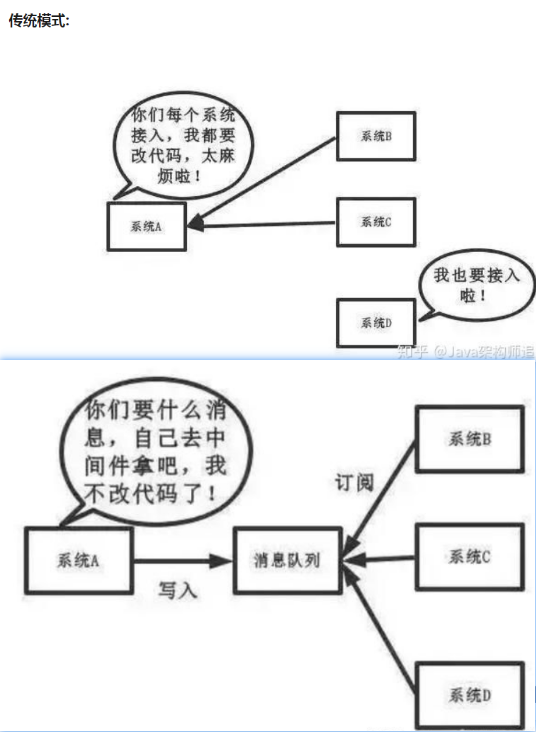 传统模式:
你们每个系统
接入，我都要
改代码，太麻
烦啦！
系统B
系统A
系统C
我也要接入
啦！
系统D
知乎 @Java架构师追
你们要什么消
息，自己去中
间件拿吧，我
不改代码了！
系统B
订阅
系统A
消息队列
系统C
写入
系统D